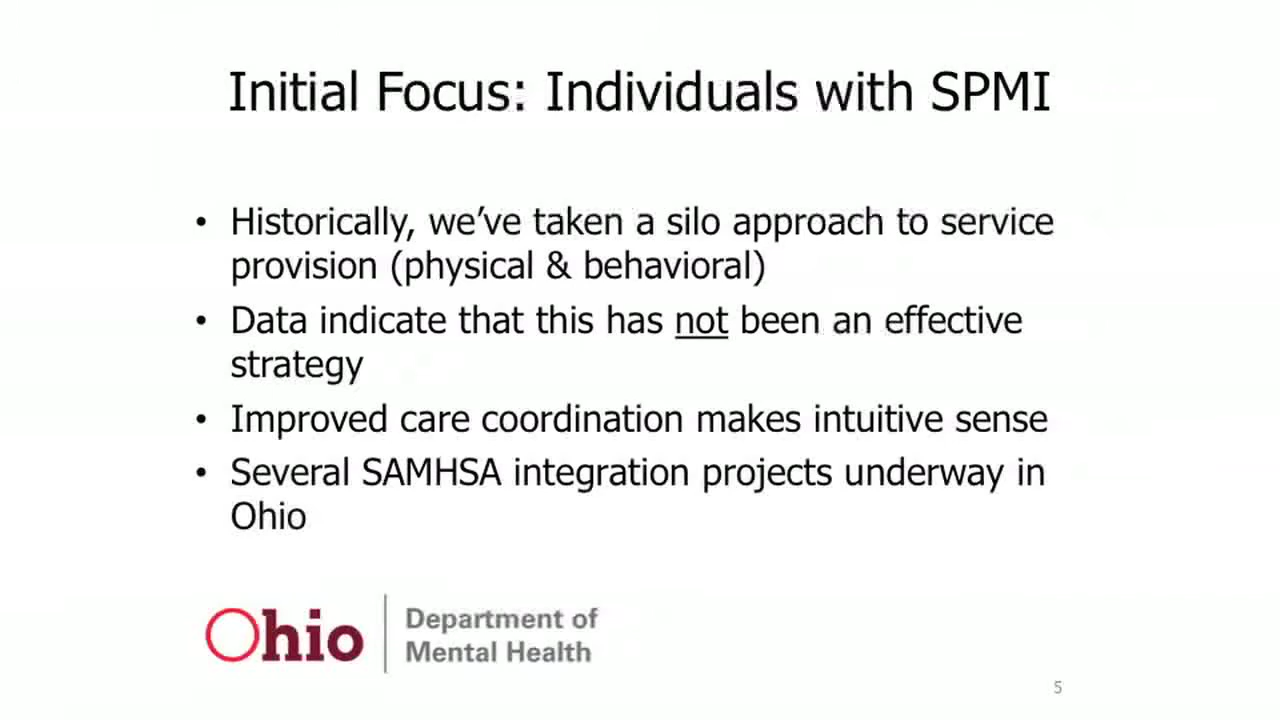 Initial Focus: Individuals with SPMI
• Historically, we’ve taken a silo approach to service
provision (physical & behavioral)
• Data indicate that this has not been an effective
strategy
• Improved care coordination makes intuitive sense
• Several SAMHSA integration projects underway in
Ohio
Ohio
Department of
Mental Health
5